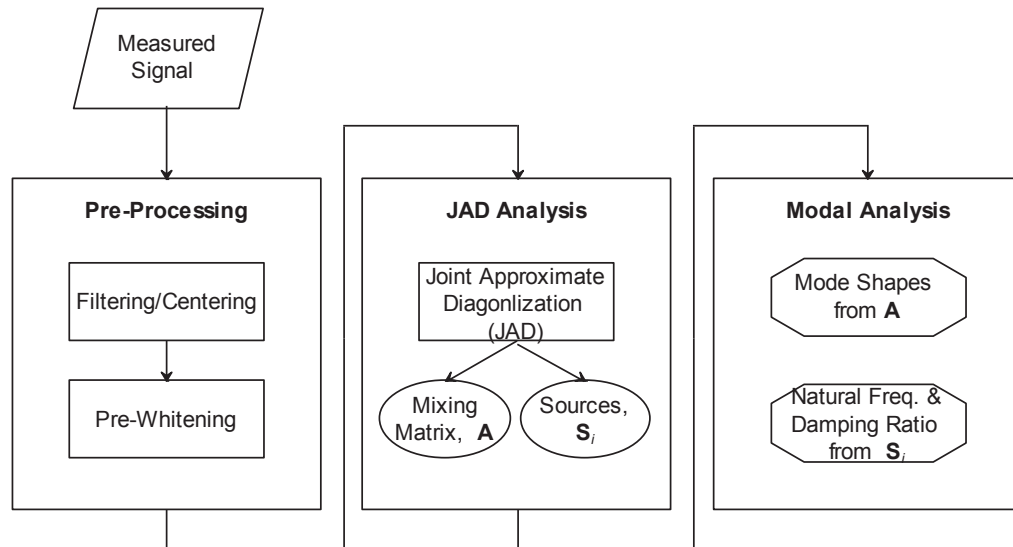 Measured
Signal
Pre-Processing
Filtering/Centering
Pre-Whitening
JAD Analysis
Joint Approximate
Diagonlization
(JAD)
Mixing
Matrix, A
Sources,
Si
Modal Analysis
Mode Shapes
from A
Natural Freq. &
Damping Ratio
from Si